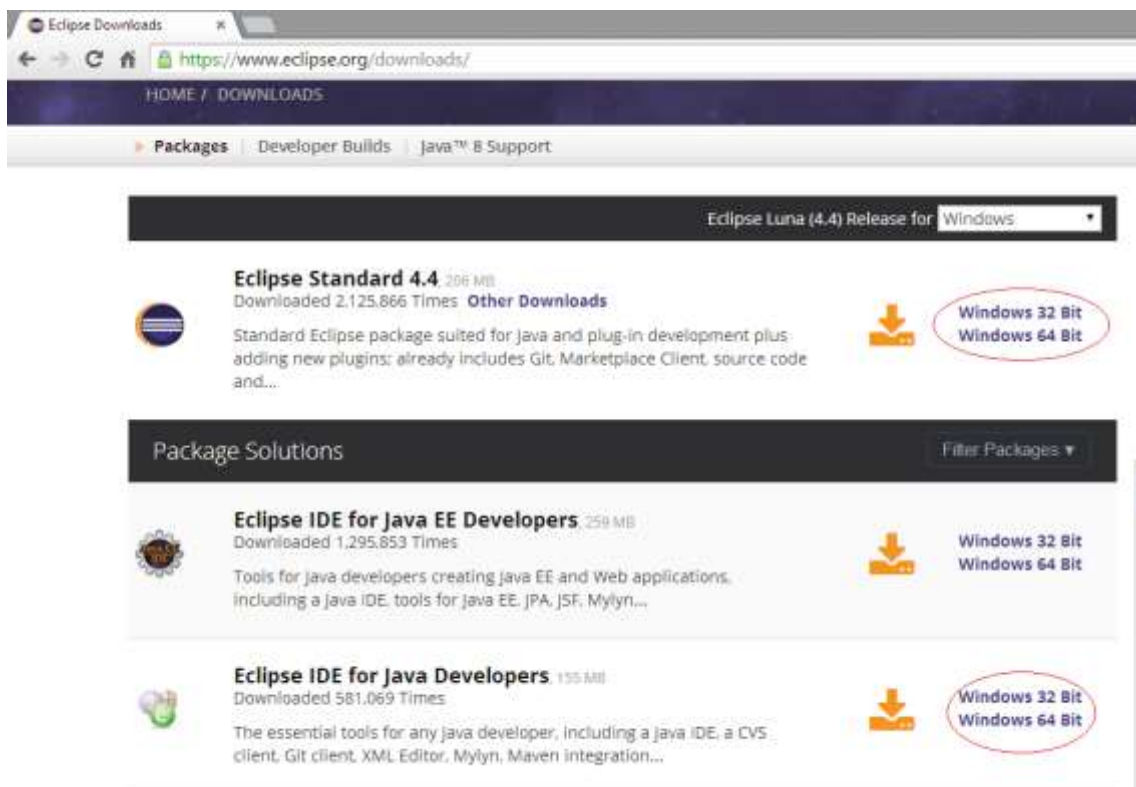 Eclipse Downloads
https://www.eclipse.org/downloads/
HOME / DOWNLOADS
Packages Developer Builds Java™ 8 Support
Eclipse Luna (4.4) Release for Windows
Eclipse Standard 4.4, 206 MB
Downloaded 2,125,866 Times Other Downloads
Standard Eclipse package suited for Java and plug-in development plus
adding new plugins; already includes Git, Marketplace Client, source code
and...
Windows 32 Bit
Windows 64 Bit
Package Solutions
Filter Packages
Eclipse IDE for Java EE Developers, 259 MB
Downloaded 1,295,853 Times
Tools for Java developers creating Java EE and Web applications,
including a Java IDE, tools for Java EE, JPA, JSF, Mylyn...
Windows 32 Bit
Windows 64 Bit
Eclipse IDE for Java Developers, 155 MB
Downloaded 581,069 Times
The essential tools for any Java developer, including a Java IDE, a CVS
client, Git client, XML Editor, Mylyn, Maven integration...
Windows 32 Bit
Windows 64 Bit